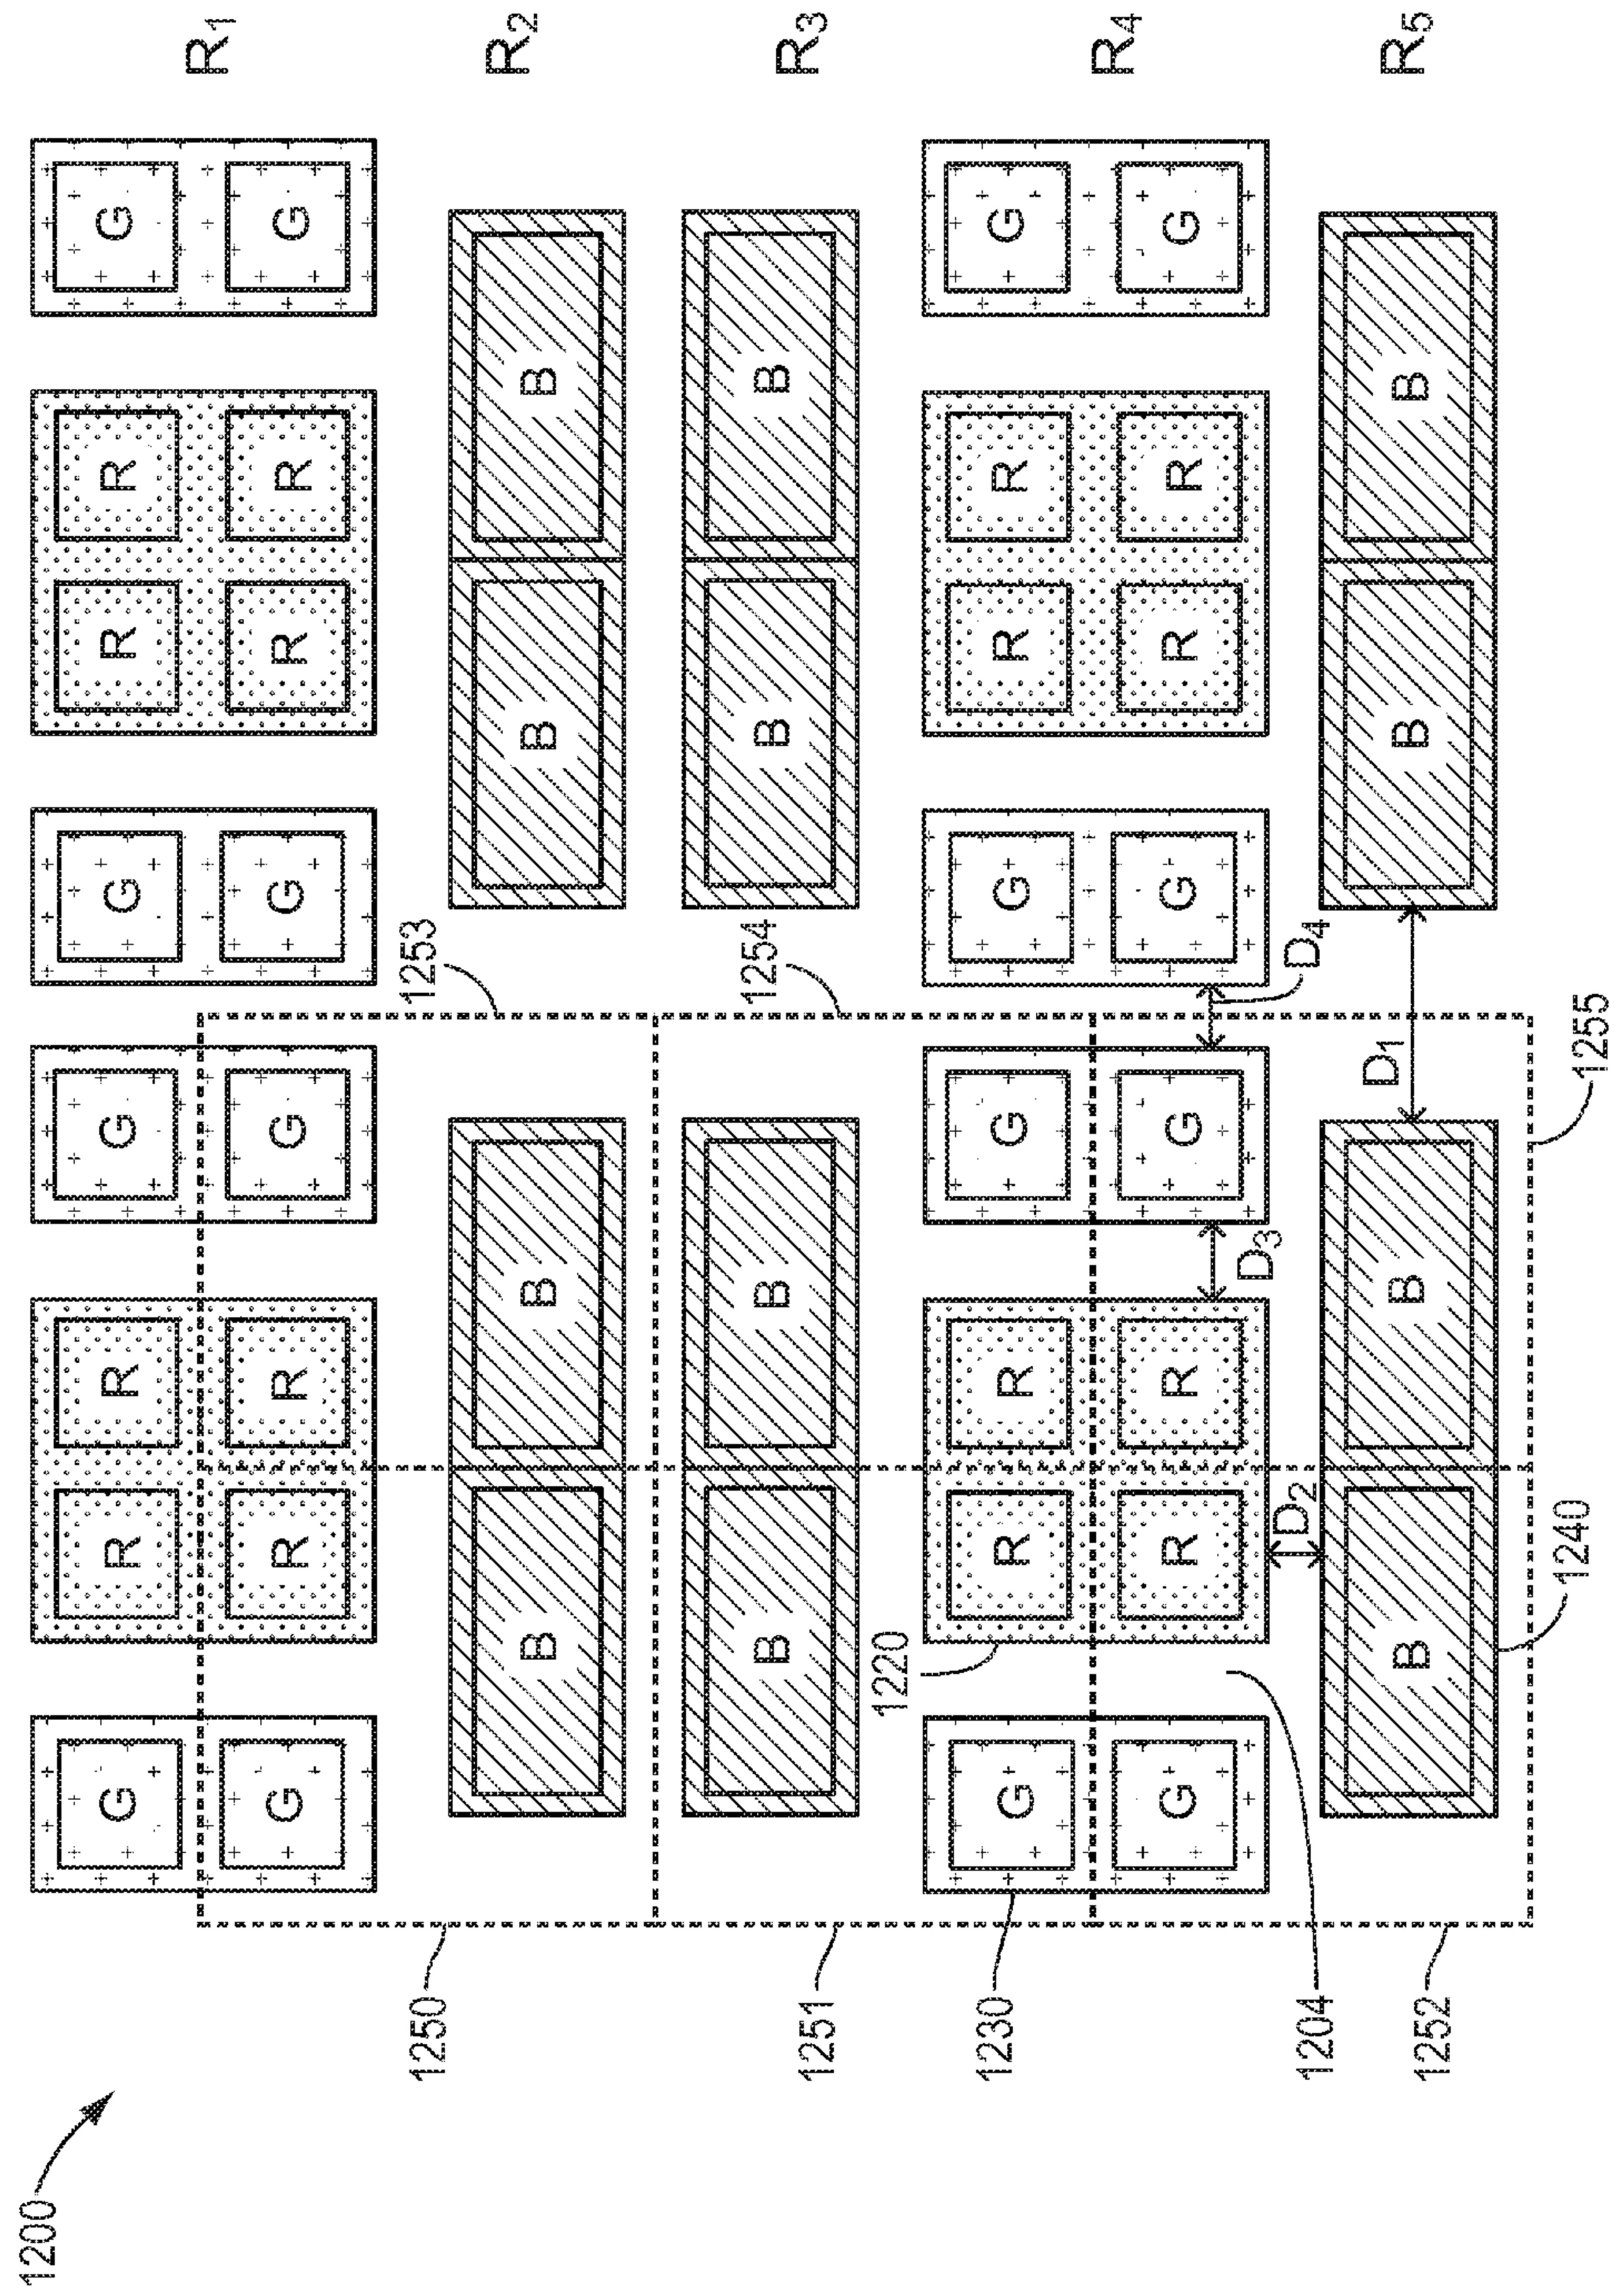 1200
G R R G G R R G
R1
G R R G G R R G
1250 1253
B B B B R2
1254
1251 B B B B R3
1220
1230 G R R G G R R G
R4
G R R G G R R G
D3
1204 D2 D4
D1
1252 B B B B R5
1240 1255